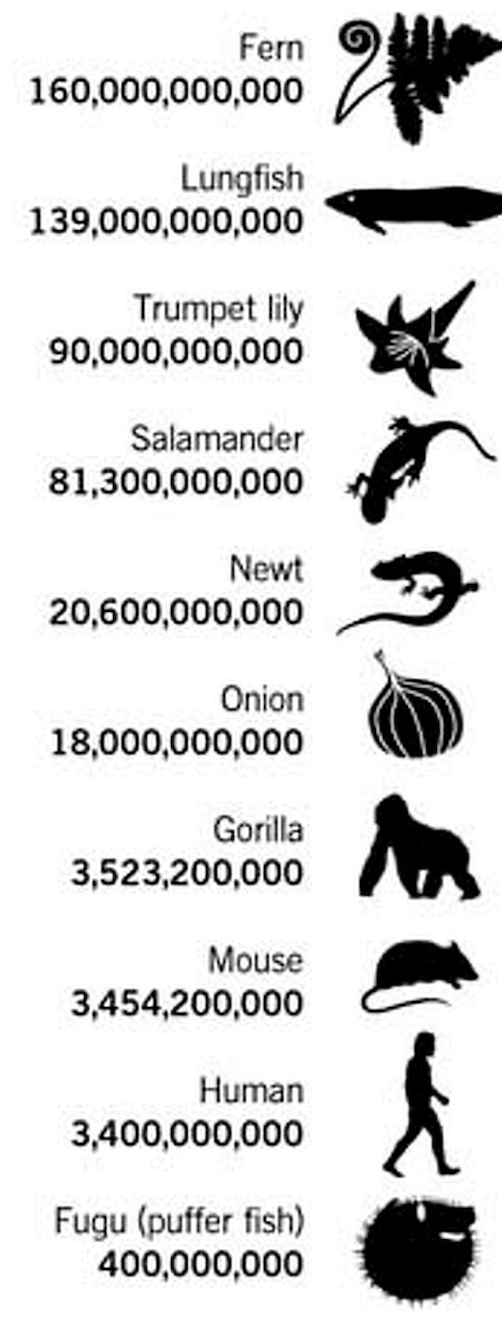 Fern
160,000,000,000
Lungfish
139,000,000,000
Trumpet lily
90,000,000,000
Salamander
81,300,000,000
Newt
20,600,000,000
Onion
18,000,000,000
Gorilla
3,523,200,000
Mouse
3,454,200,000
Human
3,400,000,000
Fugu (puffer fish)
400,000,000